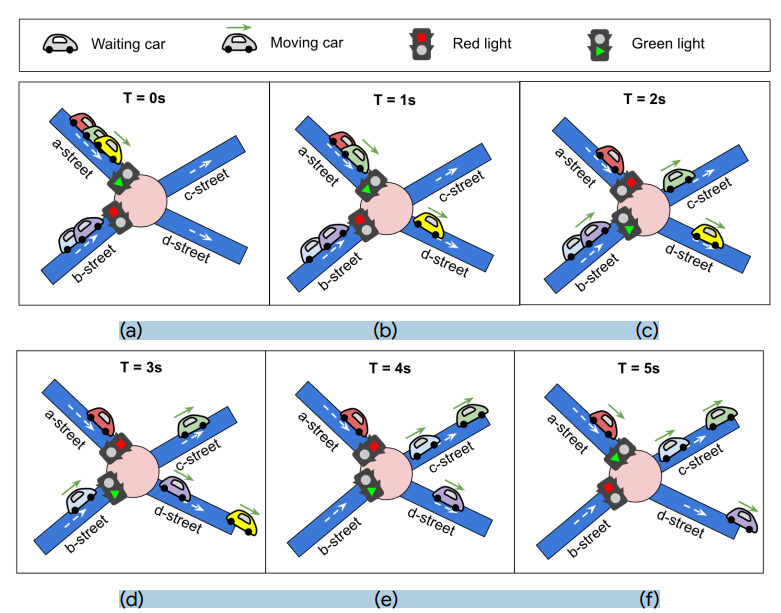 Waiting car Moving car Red light Green light
T = 0s T = 1s T = 2s
a-street c-street b-street d-street
a-street c-street b-street d-street
a-street c-street b-street d-street
(a) (b) (c)
T = 3s T = 4s T = 5s
a-street c-street b-street d-street
a-street c-street b-street d-street
a-street c-street b-street d-street
(d) (e) (f)